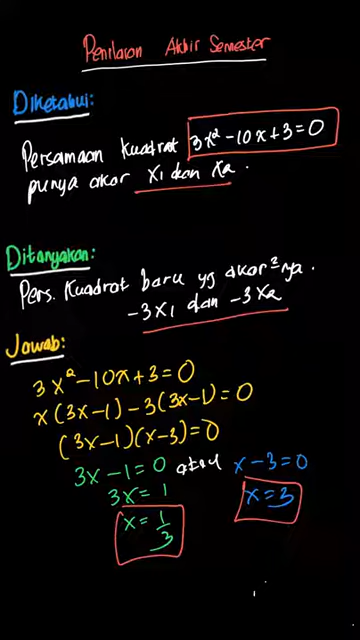 Penilaian Akhir Semester
Diketahui:
Persamaan Kuadrat 3x² - 10x + 3 = 0
punya akar x1 dan x2.
Ditanyakan:
Pers. Kuadrat baru yg akar²nya.
-3x1 dan -3x2
Jawab:
3x² - 10x + 3 = 0
x(3x-1) - 3(3x-1) = 0
(3x-1)(x-3) = 0
3x - 1 = 0 atau x - 3 = 0
3x = 1 x = 3
x = 1/3